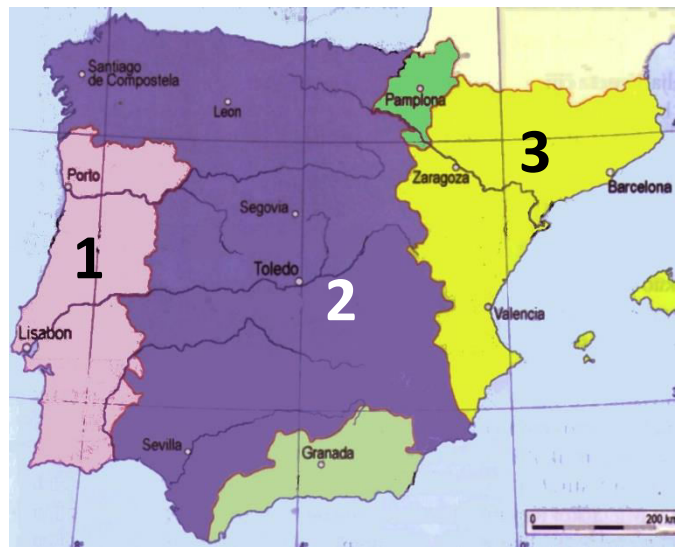 Santiago
de Compostela
Leon
Pamplona
3
Zaragoza
Barcelona
Porto
Segovia
1
Toledo
2
Valencia
Lisabon
Sevilla
Granada
0
200 km